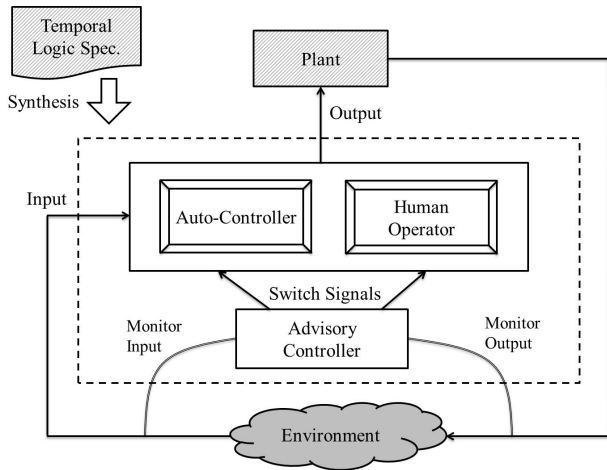 Temporal
Logic Spec.
Plant
Synthesis
Output
Input
Auto-Controller
Human
Operator
Switch Signals
Monitor
Input
Advisory
Controller
Monitor
Output
Environment